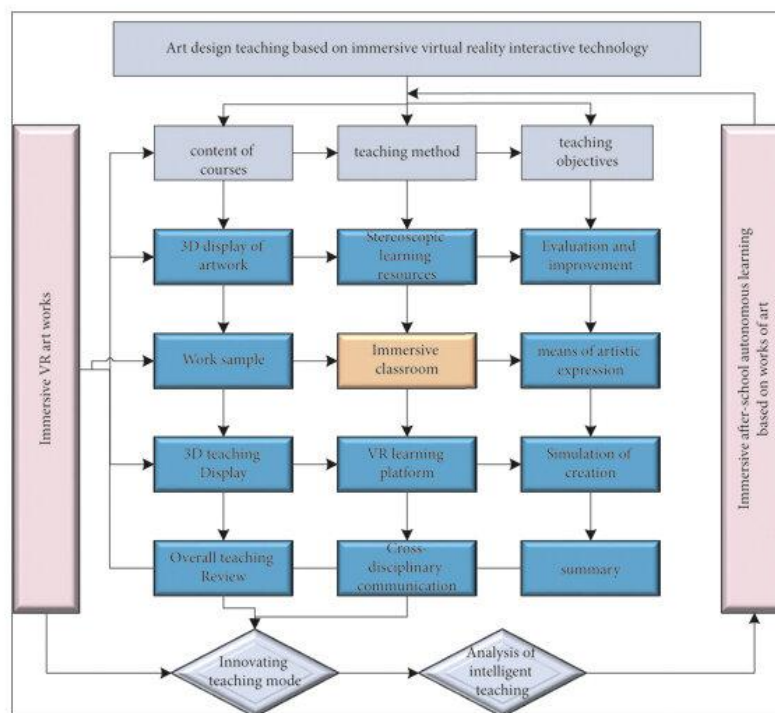 Art design teaching based on immersive virtual reality interactive technology
content of
courses
teaching method
teaching
objectives
3D display of
artwork
Stereoscopic
learning
resources
Evaluation and
improvement
Work sample
Immersive
classroom
means of artistic
expression
3D teaching
Display
VR learning
platform
Simulation of
creation
Overall teaching
Review
Cross-
disciplinary
communication
summary
Innovating
teaching mode
Analysis of
intelligent
teaching
Immersive VR art works
Immersive after-school autonomous learning
based on works of art